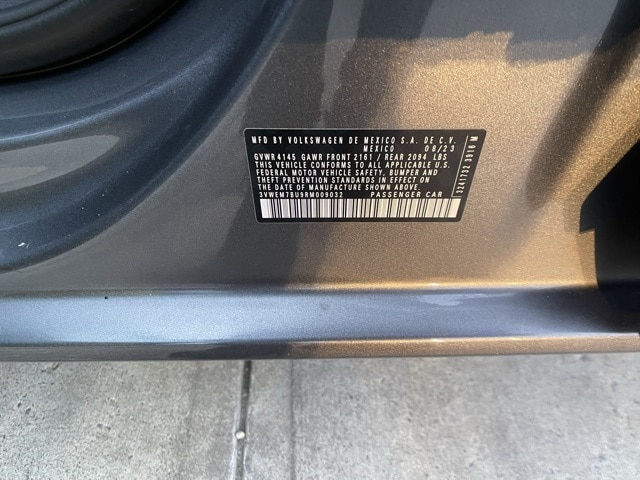 MFD BY VOLKSWAGEN DE MEXICO S.A. DE C.V.
MEXICO 08/23
GVWR 4145 GAWR FRONT 2161 / REAR 2094 LBS
THIS VEHICLE CONFORMS TO ALL APPLICABLE U.S.
FEDERAL MOTOR VEHICLE SAFETY, BUMPER AND
THEFT PREVENTION STANDARDS IN EFFECT ON THE
DATE OF MANUFACTURE SHOWN ABOVE.
3VWEM7BU9RM009032 PASSENGER CAR
3241732 3916 M